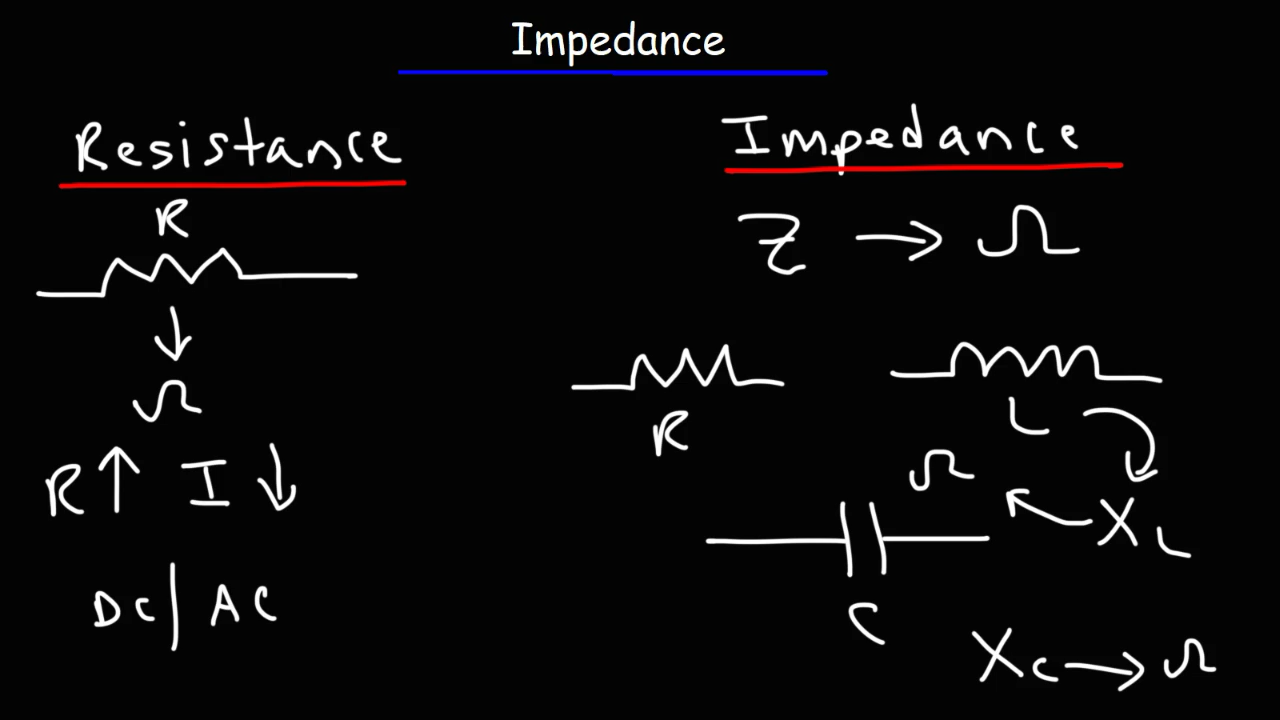 Impedance
Resistance
R
Ω
R ↑ I ↓
DC | AC
Impedance
Z → Ω
R
L
Ω ← X_L
C
X_C → Ω